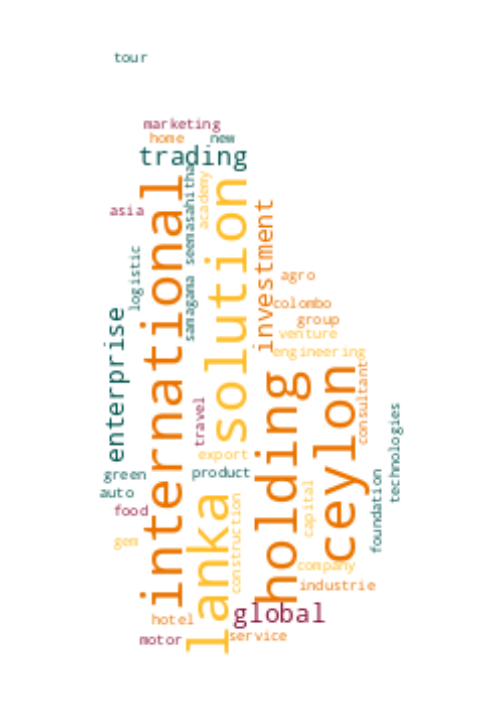 tour
marketing
home
new
trading
international
seemasahitha
academy
solution
asia
investment
logistic
agro
samagama
colombo
enterprise
group
venture
engineering
holding
ceylon
consultant
travel
technologies
export
green
product
foundation
auto
lanka
construction
capital
food
gem
company
industrie
global
hotel
service
motor